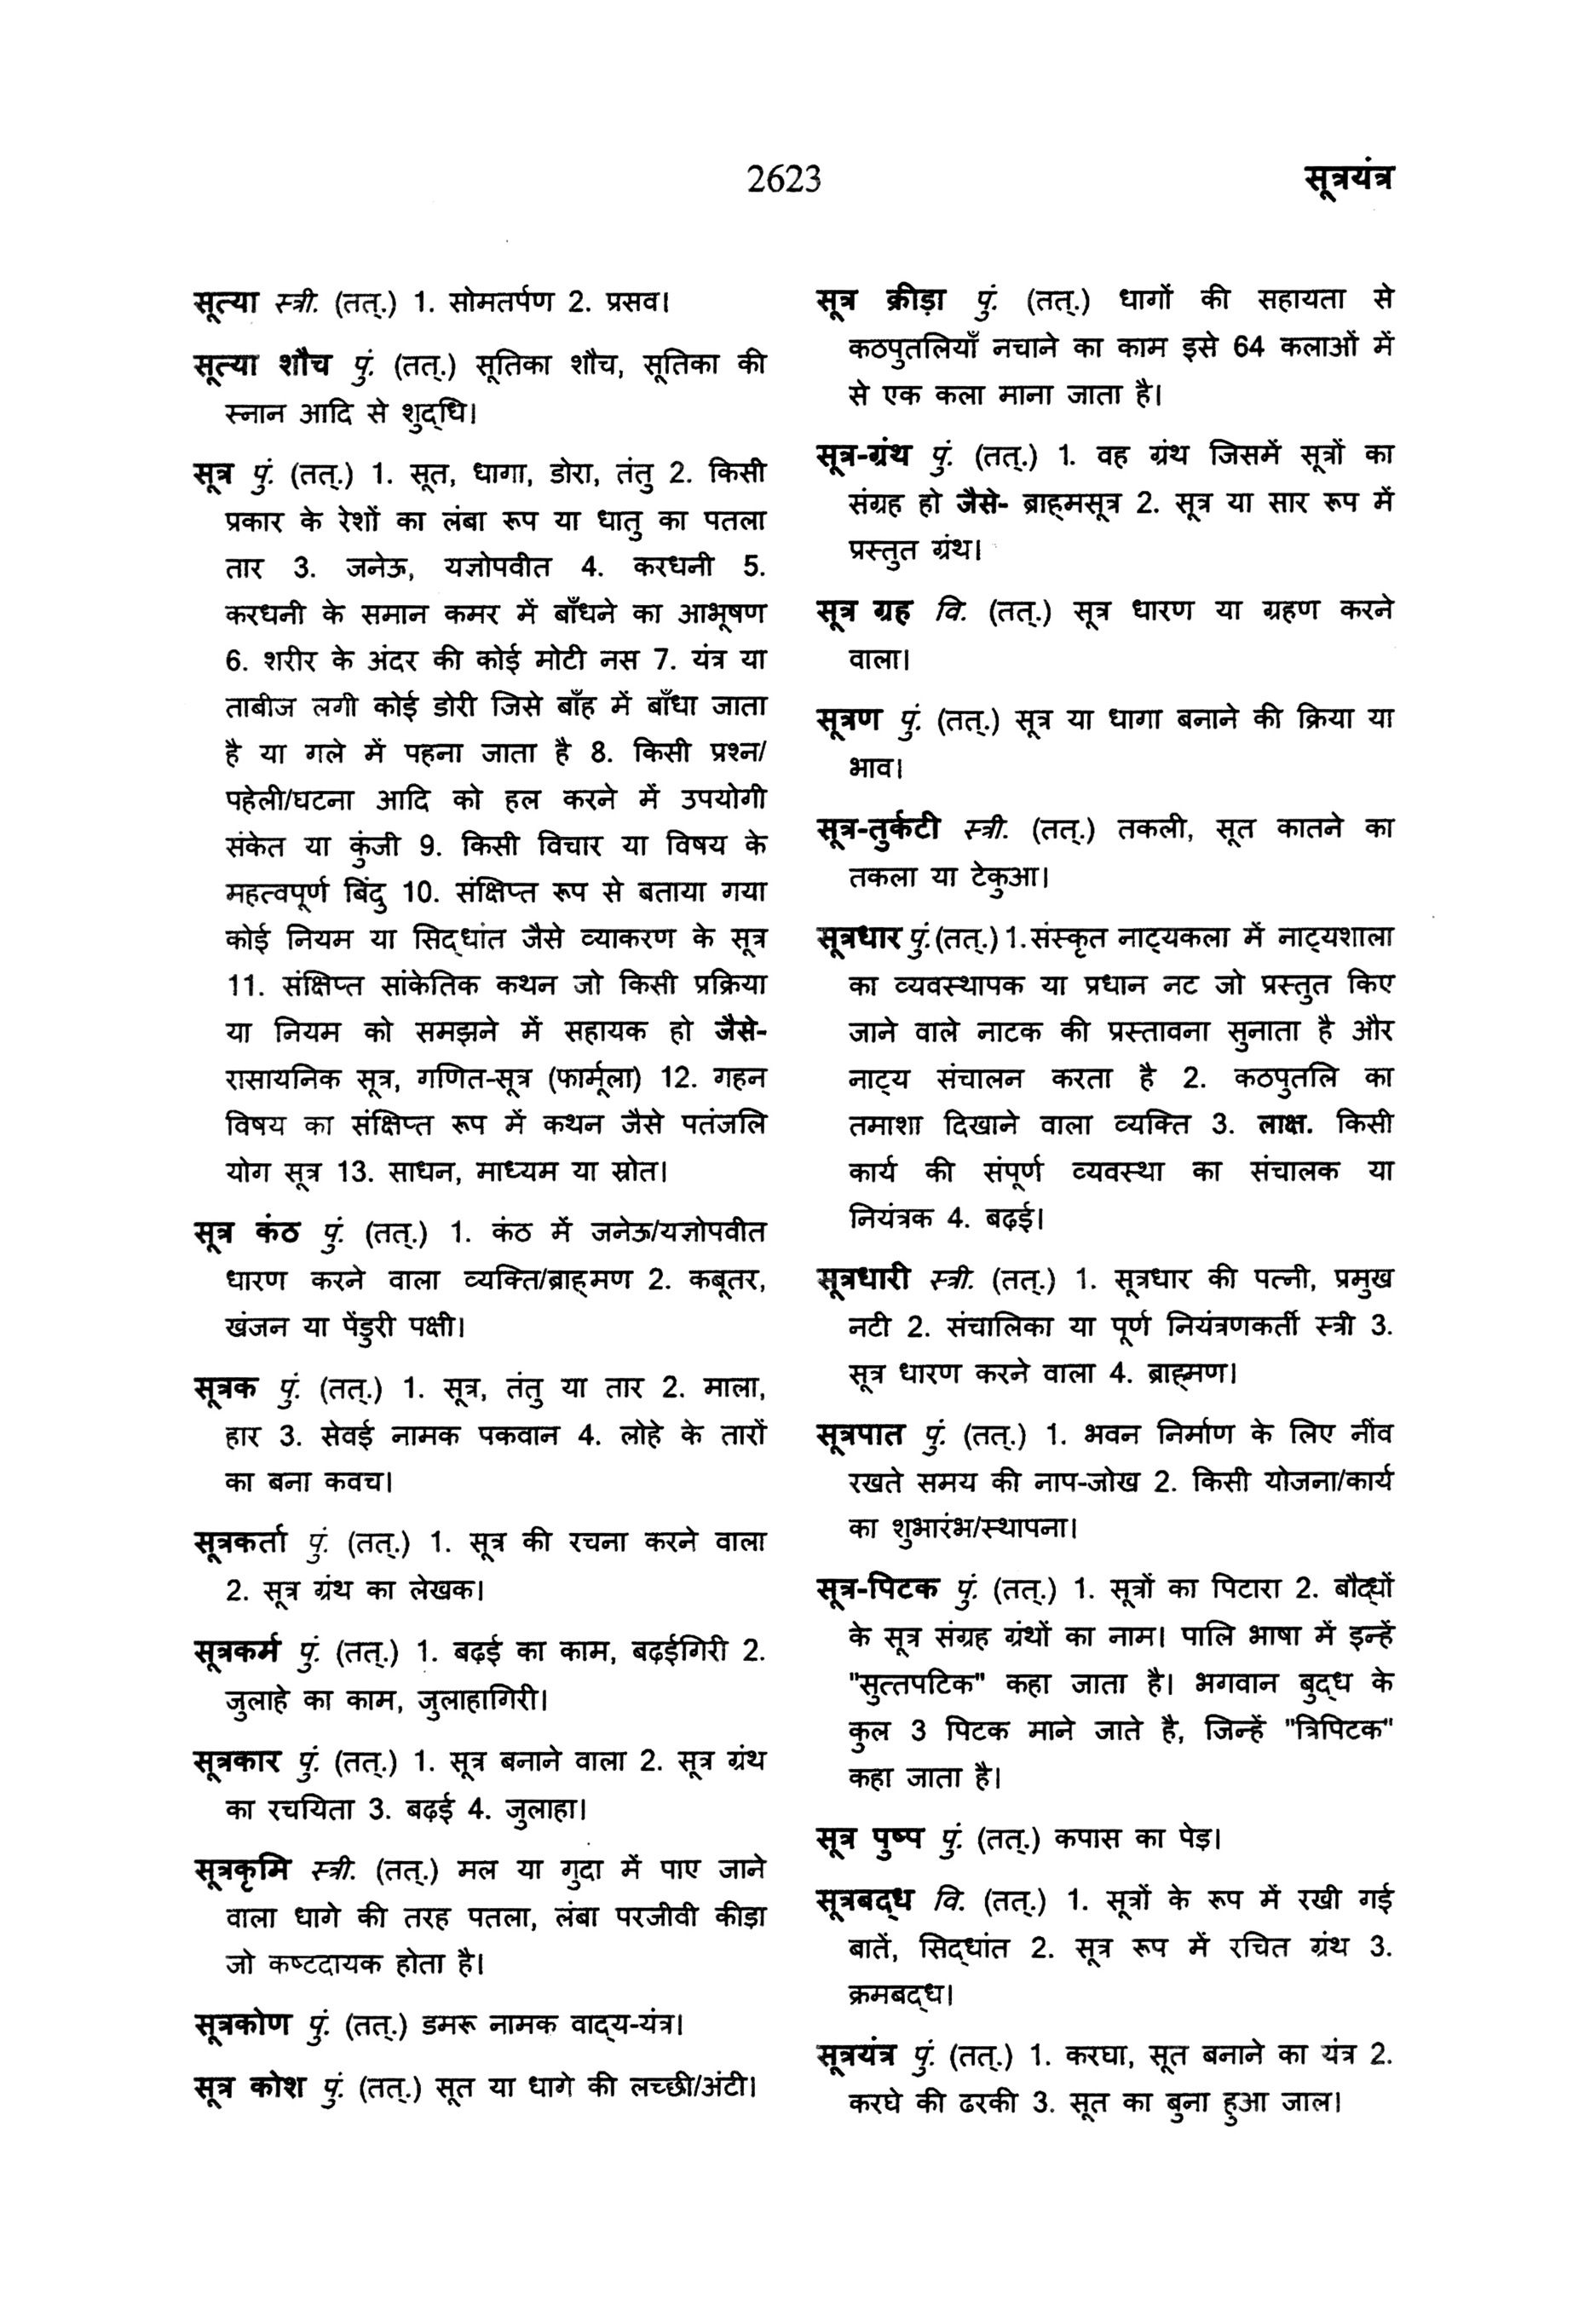 2623
सूत्रयंत्र
सूत्या स्त्री. (तत्.) 1. सोमतर्पण 2. प्रसव।
सूत्या शौच पुं. (तत्.) सूतिका शौच, सूतिका की
स्नान आदि से शुद्‌धि।
सूत्र पुं. (तत्.) 1. सूत, धागा, डोरा, तंतु 2. किसी
प्रकार के रेशों का लंबा रूप या धातु का पतला
तार 3. जनेऊ, यज्ञोपवीत 4. करधनी 5.
करधनी के समान कमर में बाँधने का आभूषण
6. शरीर के अंदर की कोई मोटी नस 7. यंत्र या
ताबीज लगी कोई डोरी जिसे बाँह में बाँधा जाता
है या गले में पहना जाता है 8. किसी प्रश्न/
पहेली/घटना आदि को हल करने में उपयोगी
संकेत या कुंजी 9. किसी विचार या विषय के
महत्वपूर्ण बिंदु 10. संक्षिप्त रूप से बताया गया
कोई नियम या सिद्‌धांत जैसे व्याकरण के सूत्र
11. संक्षिप्त सांकेतिक कथन जो किसी प्रक्रिया
या नियम को समझने में सहायक हो जैसे-
रासायनिक सूत्र, गणित-सूत्र (फार्मूला) 12. गहन
विषय का संक्षिप्त रूप में कथन जैसे पतंजलि
योग सूत्र 13. साधन, माध्यम या स्रोत।
सूत्र कंठ पुं. (तत्.) 1. कंठ में जनेऊ/यज्ञोपवीत
धारण करने वाला व्यक्ति/ब्राह्‌मण 2. कबूतर,
खंजन या पेंडुरी पक्षी।
सूत्रक पुं. (तत्.) 1. सूत्र, तंतु या तार 2. माला,
हार 3. सेवई नामक पकवान 4. लोहे के तारों
का बना कवच।
सूत्रकर्ता पुं. (तत्.) 1. सूत्र की रचना करने वाला
2. सूत्र ग्रंथ का लेखक।
सूत्रकर्म पुं. (तत्.) 1. बढ़ई का काम, बढ़ईगिरी 2.
जुलाहे का काम, जुलाहागिरी।
सूत्रकार पुं. (तत्.) 1. सूत्र बनाने वाला 2. सूत्र ग्रंथ
का रचयिता 3. बढ़ई 4. जुलाहा।
सूत्रकृमि स्त्री. (तत्.) मल या गुदा में पाए जाने
वाला धागे की तरह पतला, लंबा परजीवी कीड़ा
जो कष्टदायक होता है।
सूत्रकोण पुं. (तत्.) डमरू नामक वाद्‌य-यंत्र।
सूत्र कोश पुं. (तत्.) सूत या धागे की लच्छी/अंटी।
सूत्र क्रीड़ा पुं. (तत्.) धागों की सहायता से
कठपुतलियाँ नचाने का काम इसे 64 कलाओं में
से एक कला माना जाता है।
सूत्र-ग्रंथ पुं. (तत्.) 1. वह ग्रंथ जिसमें सूत्रों का
संग्रह हो जैसे- ब्राह्‌मसूत्र 2. सूत्र या सार रूप में
प्रस्तुत ग्रंथ।
सूत्र ग्रह वि. (तत्.) सूत्र धारण या ग्रहण करने
वाला।
सूत्रण पुं. (तत्.) सूत्र या धागा बनाने की क्रिया या
भाव।
सूत्र-तुर्कटी स्त्री. (तत्.) तकली, सूत कातने का
तकला या टेकुआ।
सूत्रधार पुं.(तत्.) 1.संस्कृत नाट्‌यकला में नाट्‌यशाला
का व्यवस्थापक या प्रधान नट जो प्रस्तुत किए
जाने वाले नाटक की प्रस्तावना सुनाता है और
नाट्‌य संचालन करता है 2. कठपुतलि का
तमाशा दिखाने वाला व्यक्ति 3. लाक्ष. किसी
कार्य की संपूर्ण व्यवस्था का संचालक या
नियंत्रक 4. बढ़ई।
सूत्रधारी स्त्री. (तत्.) 1. सूत्रधार की पत्नी, प्रमुख
नटी 2. संचालिका या पूर्ण नियंत्रणकर्ती स्त्री 3.
सूत्र धारण करने वाला 4. ब्राह्‌मण।
सूत्रपात पुं. (तत्.) 1. भवन निर्माण के लिए नींव
रखते समय की नाप-जोख 2. किसी योजना/कार्य
का शुभारंभ/स्थापना।
सूत्र-पिटक पुं. (तत्.) 1. सूत्रों का पिटारा 2. बौद्‌धों
के सूत्र संग्रह ग्रंथों का नाम। पालि भाषा में इन्हें
"सुत्तपटिक" कहा जाता है। भगवान बुद्‌ध के
कुल 3 पिटक माने जाते है, जिन्हें "त्रिपिटक"
कहा जाता है।
सूत्र पुष्प पुं. (तत्.) कपास का पेड़।
सूत्रबद्‌ध वि. (तत्.) 1. सूत्रों के रूप में रखी गई
बातें, सिद्‌धांत 2. सूत्र रूप में रचित ग्रंथ 3.
क्रमबद्‌ध।
सूत्रयंत्र पुं. (तत्.) 1. करघा, सूत बनाने का यंत्र 2.
करघे की ढरकी 3. सूत का बुना हुआ जाल।